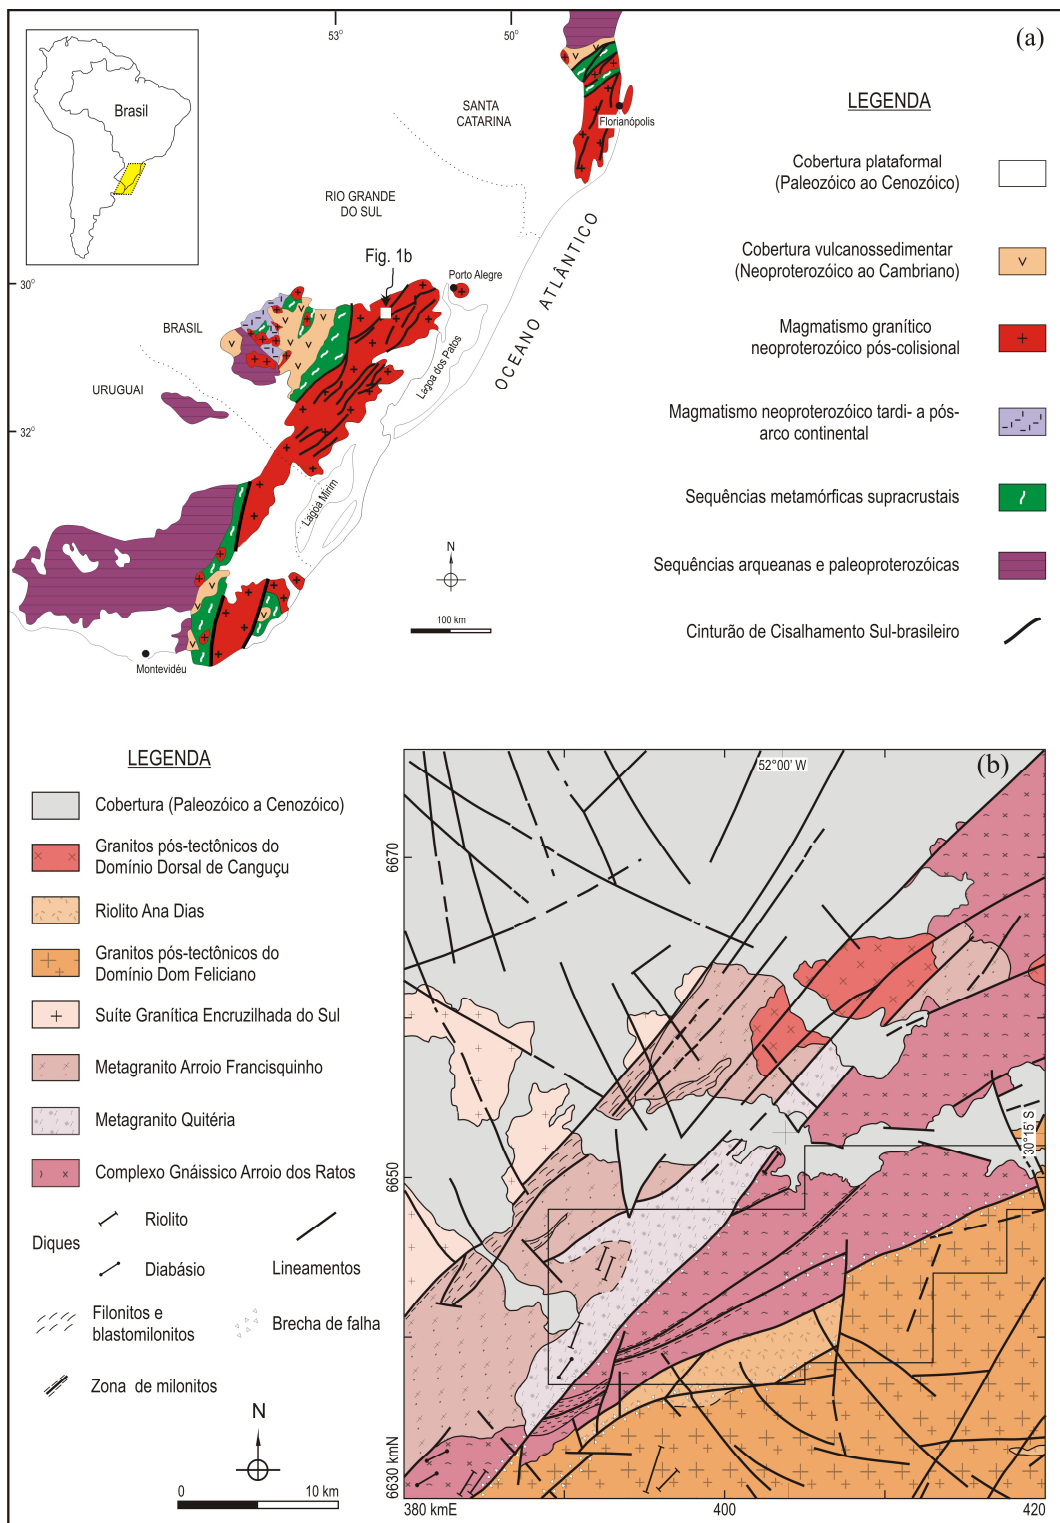 (a)
53°
50°
Brasil
SANTA
CATARINA
Florianópolis
RIO GRANDE
DO SUL
Fig. 1b
Porto Alegre
30°
BRASIL
URUGUAI
32°
Lagoa dos Patos
Lagoa Mirim
OCEANO ATLÂNTICO
N
100 km
Montevidéu
LEGENDA
Cobertura plataformal
(Paleozóico ao Cenozóico)
Cobertura vulcanossedimentar
(Neoproterozóico ao Cambriano)
Magmatismo granítico
neoproterozóico pós-colisional
Magmatismo neoproterozóico tardi- a pós-
arco continental
Sequências metamórficas supracrustais
Sequências arqueanas e paleoproterozóicas
Cinturão de Cisalhamento Sul-brasileiro
LEGENDA
Cobertura (Paleozóico a Cenozóico)
Granitos pós-tectônicos do
Domínio Dorsal de Canguçu
Riolito Ana Dias
Granitos pós-tectônicos do
Domínio Dom Feliciano
Suíte Granítica Encruzilhada do Sul
Metagranito Arroio Francisquinho
Metagranito Quitéria
Complexo Gnáissico Arroio dos Ratos
Diques
Riolito
Diabásio
Lineamentos
Filonitos e
blastomilonitos
Brecha de falha
Zona de milonitos
N
0
10 km
(b)
52°00' W
6670
6650
30°15' S
6630 kmN
380 kmE
400
420